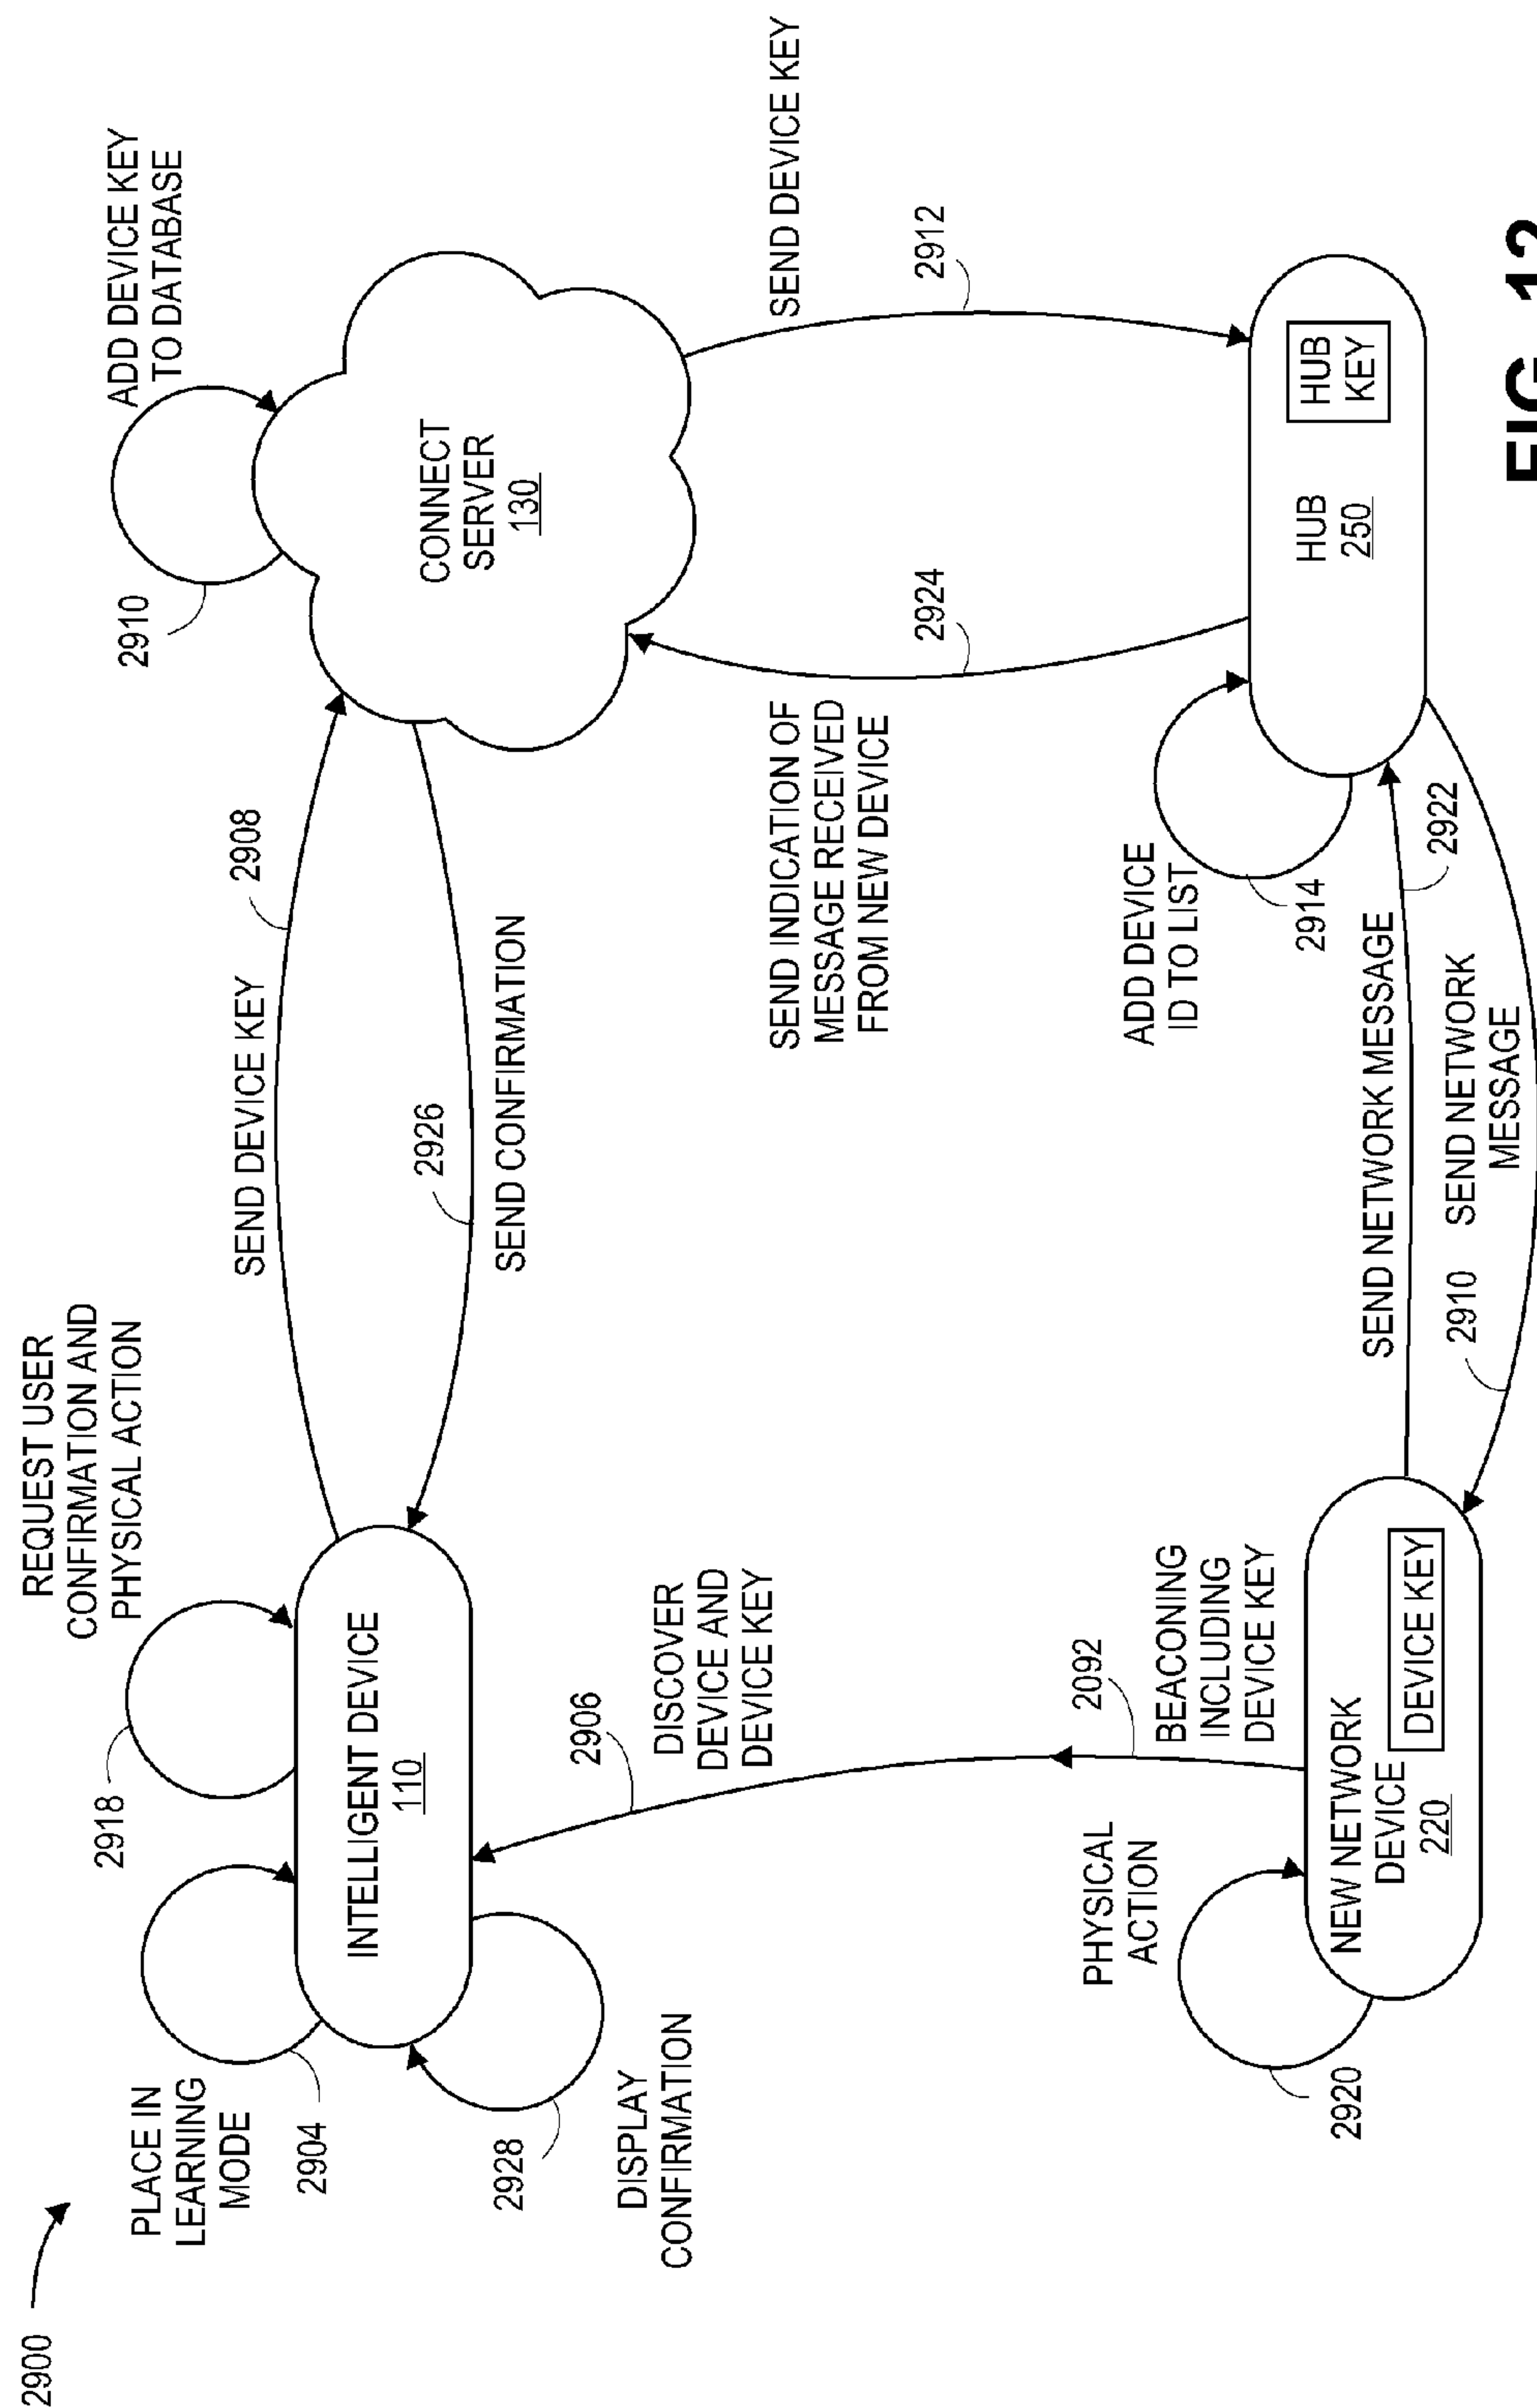 2900
PLACE IN
LEARNING
MODE
2904
2918
REQUEST USER
CONFIRMATION AND
PHYSICAL ACTION
INTELLIGENT DEVICE
110
2928
DISPLAY
CONFIRMATION
SEND DEVICE KEY
2908
2926
SEND CONFIRMATION
2910
ADD DEVICE KEY
TO DATABASE
CONNECT
SERVER
130
2906
DISCOVER
DEVICE AND
DEVICE KEY
2092
BEACONING
INCLUDING
DEVICE KEY
SEND INDICATION OF
MESSAGE RECEIVED
FROM NEW DEVICE
2924
2912
SEND DEVICE KEY
PHYSICAL
ACTION
2920
NEW NETWORK
DEVICE
220
DEVICE KEY
ADD DEVICE
ID TO LIST
2914
SEND NETWORK MESSAGE
2922
2910
SEND NETWORK
MESSAGE
HUB
250
HUB
KEY
FIG. 12